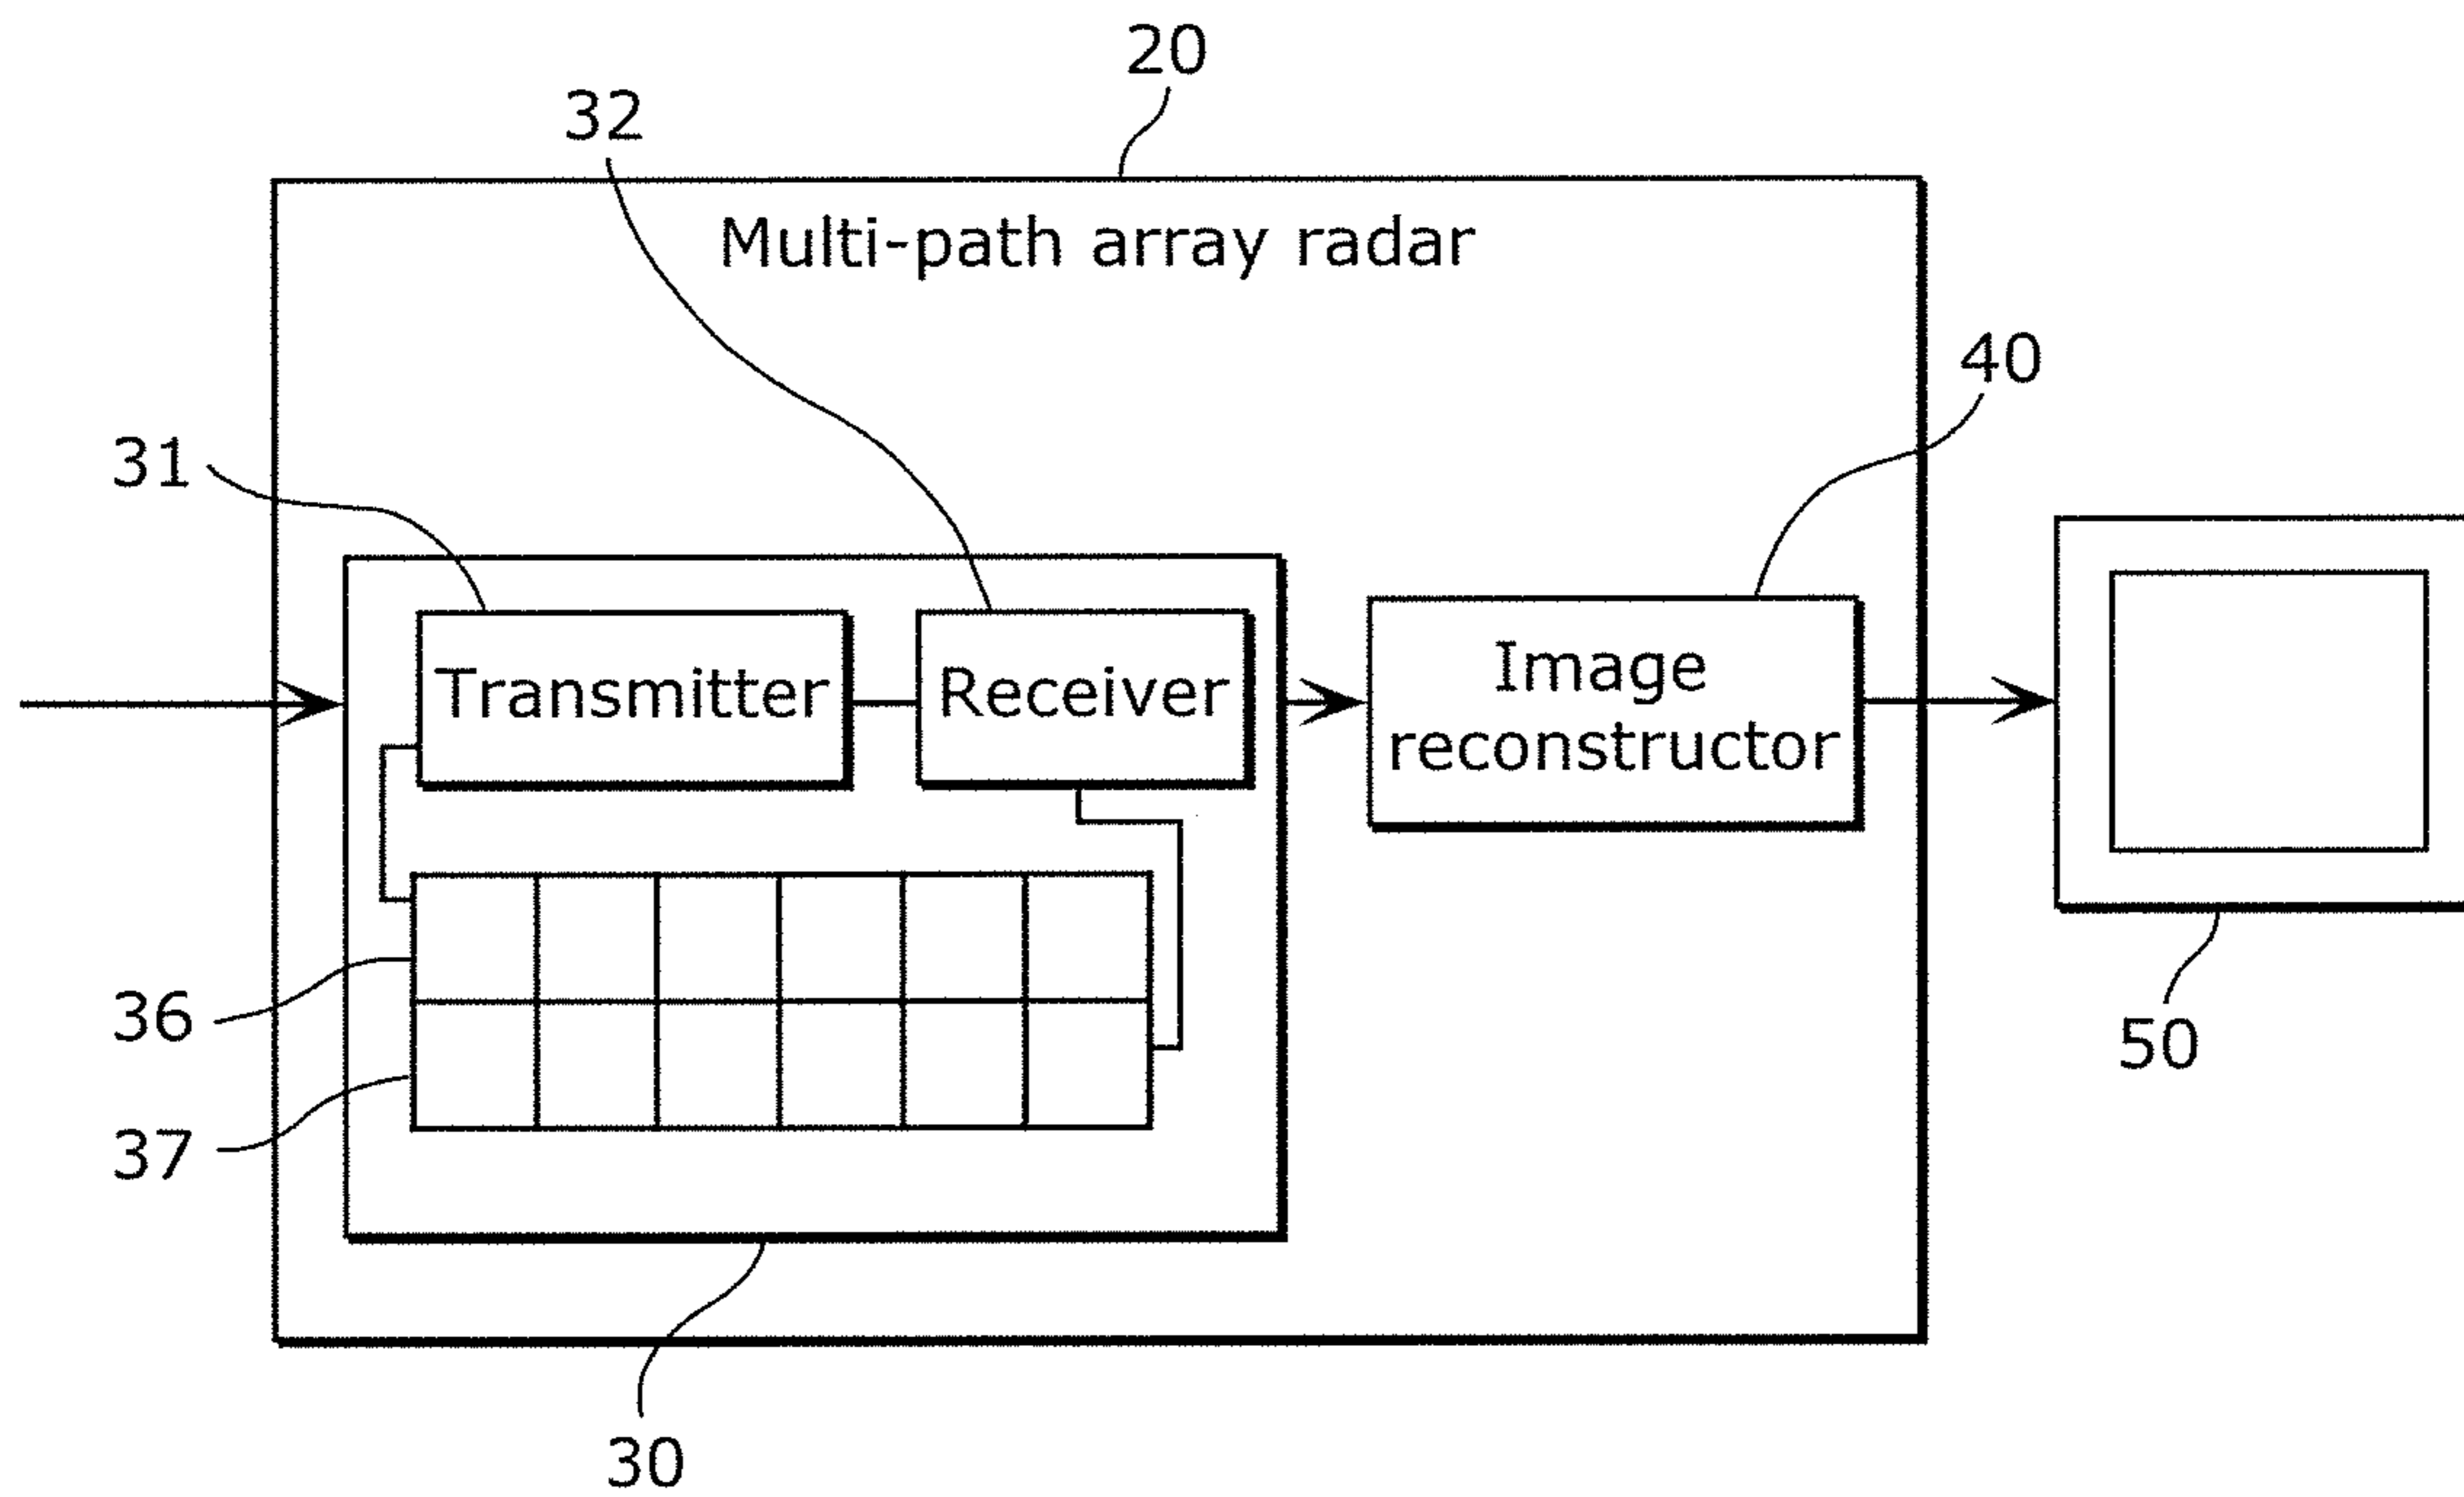 20
32
Multi-path array radar
40
31
Transmitter
Receiver
Image
reconstructor
36
37
50
30